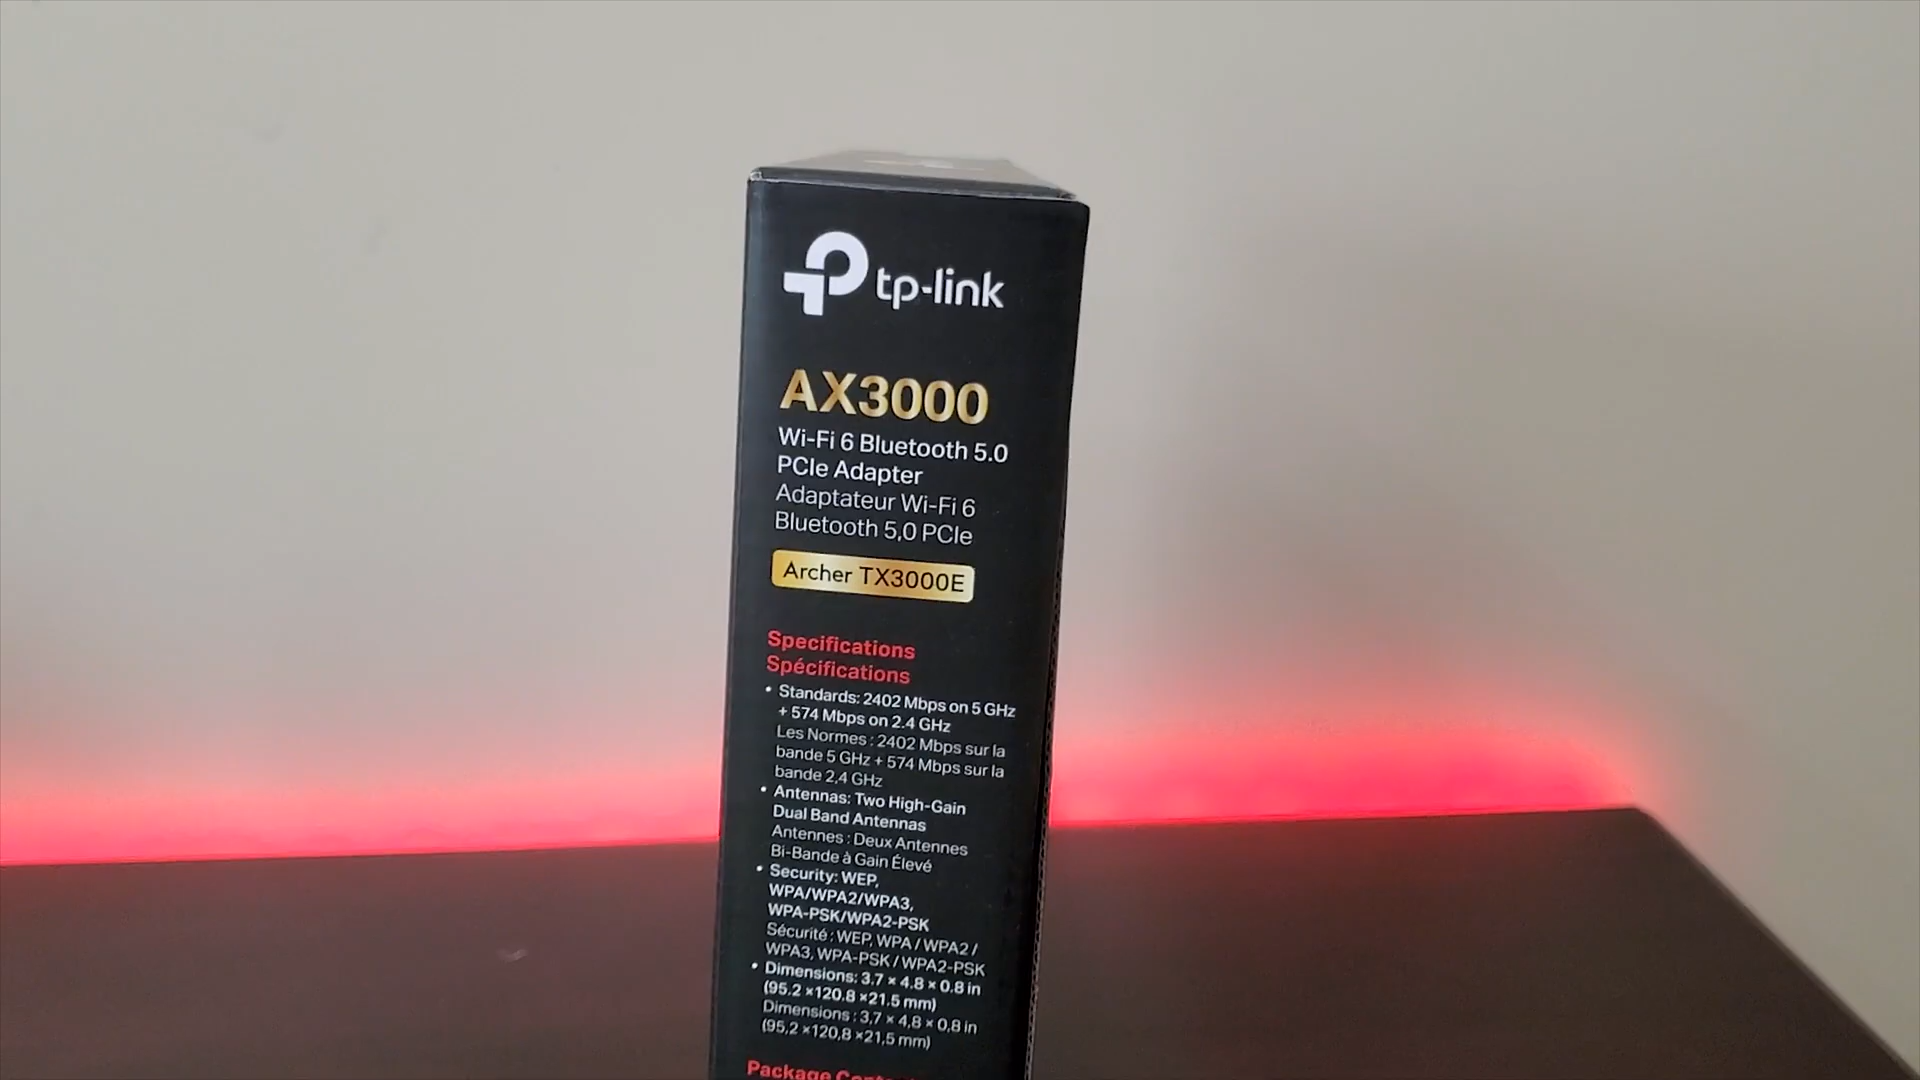 tp-link
AX3000
Wi-Fi 6 Bluetooth 5.0
PCIe Adapter
Adaptateur Wi-Fi 6
Bluetooth 5,0 PCIe
Archer TX3000E
Specifications
Spécifications
• Standards: 2402 Mbps on 5 GHz
+ 574 Mbps on 2.4 GHz
Les Normes : 2402 Mbps sur la
bande 5 GHz + 574 Mbps sur la
bande 2,4 GHz
• Antennas: Two High-Gain
Dual Band Antennas
Antennes : Deux Antennes
Bi-Bande à Gain Élevé
• Security: WEP,
WPA/WPA2/WPA3,
WPA-PSK/WPA2-PSK
Sécurité : WEP, WPA / WPA2 /
WPA3, WPA-PSK / WPA2-PSK
• Dimensions: 3.7 × 4.8 × 0.8 in
(95.2 ×120.8 ×21.5 mm)
Dimensions : 3,7 × 4,8 × 0,8 in
(95,2 ×120,8 ×21,5 mm)
Package